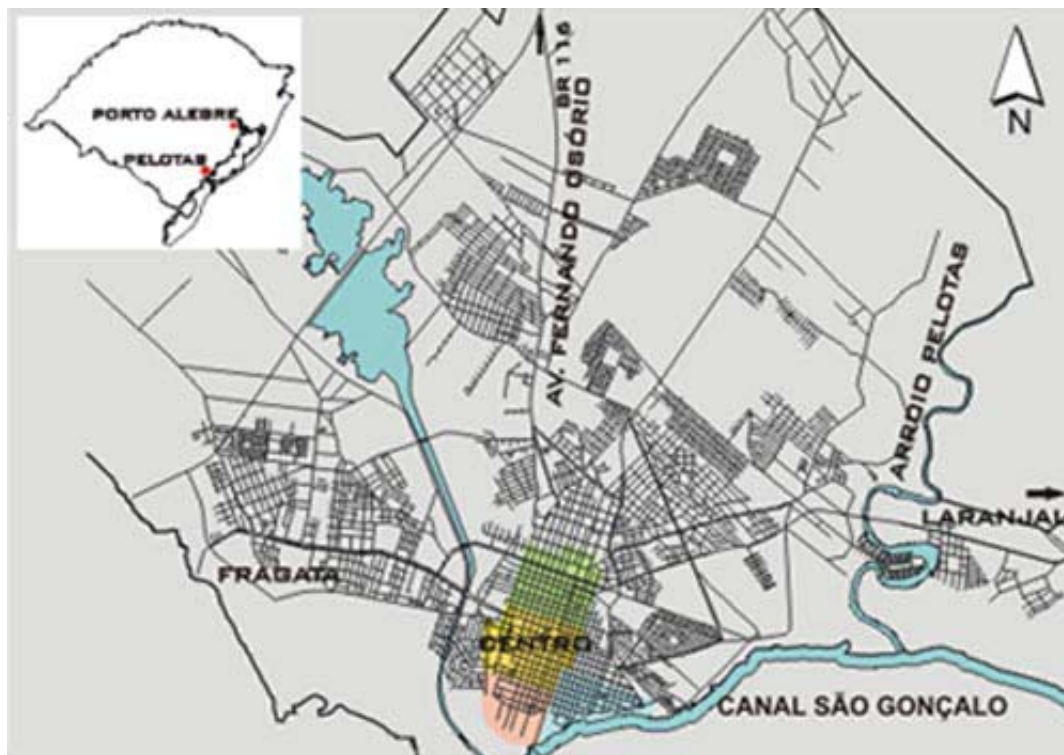 PORTO ALEGRE
PELOTAS
BR 116
AV. FERNANDO OSÓRIO
N
ARROIO PELOTAS
LARANJAL
FRAGATA
CENTRO
CANAL SÃO GONÇALO